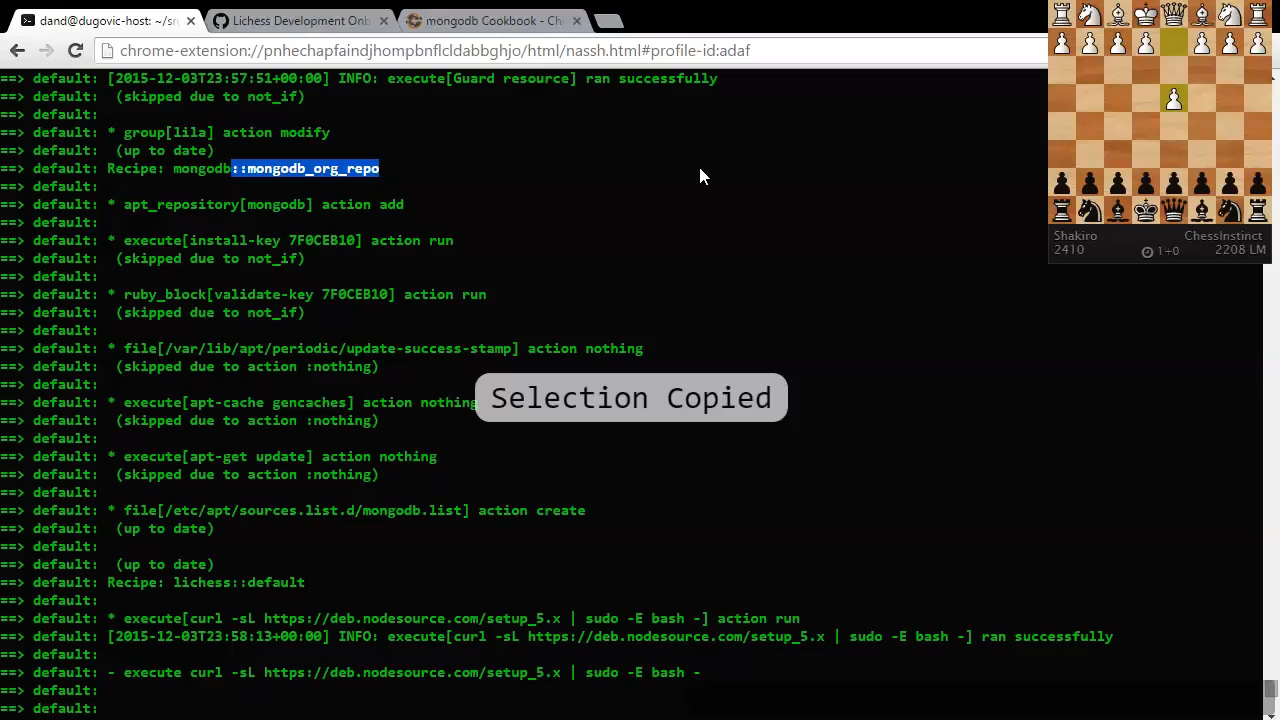 dand@dugovic-host: ~/sr
Lichess Development Onb
mongodb Cookbook - Ch
chrome-extension://pnhechapfaindjhompbnflcldabbghjo/html/nassh.html#profile-id:adaf
==> default: [2015-12-03T23:57:51+00:00] INFO: execute[Guard resource] ran successfully
==> default:  (skipped due to not_if)
==> default:
==> default: * group[lila] action modify
==> default:  (up to date)
==> default: Recipe: mongodb::mongodb_org_repo
==> default:
==> default: * apt_repository[mongodb] action add
==> default:
==> default: * execute[install-key 7F0CEB10] action run
==> default:  (skipped due to not_if)
==> default:
==> default: * ruby_block[validate-key 7F0CEB10] action run
==> default:  (skipped due to not_if)
==> default:
==> default: * file[/var/lib/apt/periodic/update-success-stamp] action nothing
==> default:  (skipped due to action :nothing)
==> default:
==> default: * execute[apt-cache gencaches] action nothing
==> default:  (skipped due to action :nothing)
==> default:
==> default: * execute[apt-get update] action nothing
==> default:  (skipped due to action :nothing)
==> default:
==> default: * file[/etc/apt/sources.list.d/mongodb.list] action create
==> default:  (up to date)
==> default:
==> default:  (up to date)
==> default: Recipe: lichess::default
==> default:
==> default: * execute[curl -sL https://deb.nodesource.com/setup_5.x | sudo -E bash -] action run
==> default: [2015-12-03T23:58:13+00:00] INFO: execute[curl -sL https://deb.nodesource.com/setup_5.x | sudo -E bash -] ran successfully
==> default:
==> default: - execute curl -sL https://deb.nodesource.com/setup_5.x | sudo -E bash -
==> default:
==> default:
Selection Copied
Shakiro ChessInstinct
2410 1+0 2208 LM